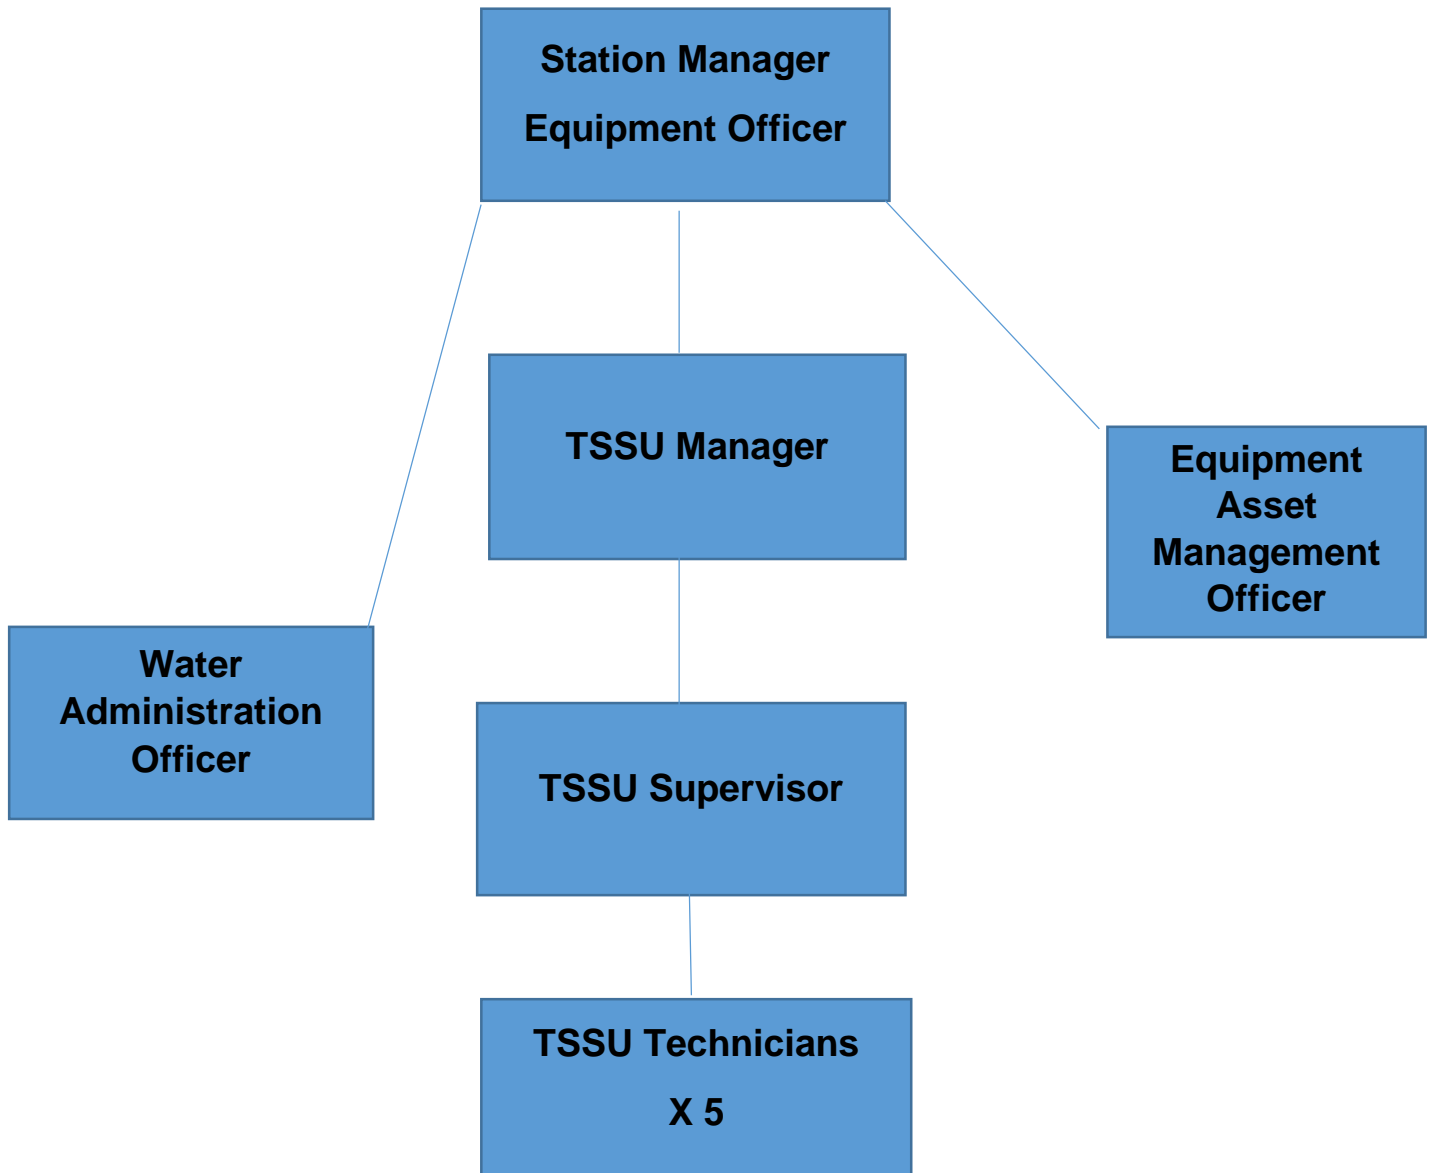 Station Manager
Equipment Officer
TSSU Manager
Equipment
Asset
Management
Officer
Water
Administration
Officer
TSSU Supervisor
TSSU Technicians
X 5